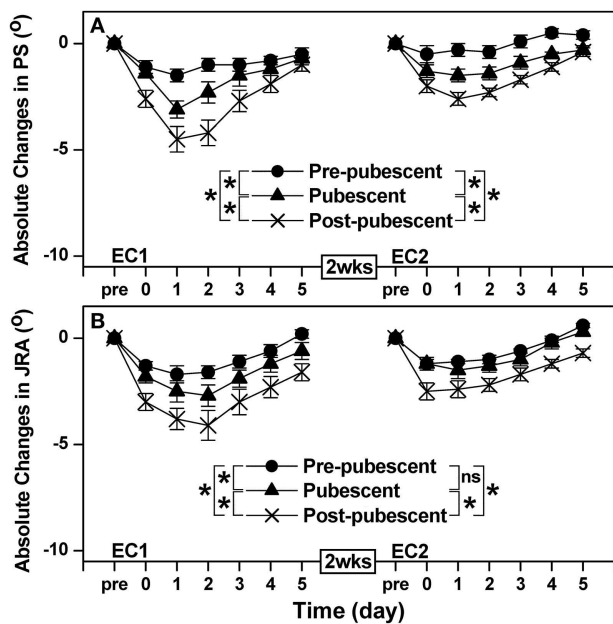 A
Absolute Changes in PS (º)
0
-5
-10
* * *
Pre-pubescent
Pubescent
Post-pubescent
* * *
EC1
2wks
EC2
pre 0 1 2 3 4 5 pre 0 1 2 3 4 5
B
Absolute Changes in JRA (º)
0
-5
-10
* * *
Pre-pubescent
Pubescent
Post-pubescent
ns * *
EC1
2wks
EC2
pre 0 1 2 3 4 5 pre 0 1 2 3 4 5
Time (day)